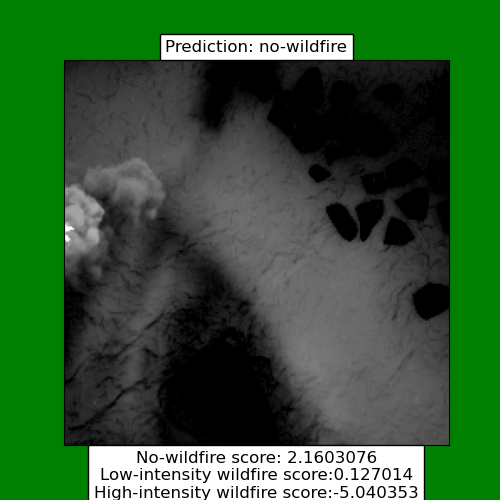 Prediction: no-wildfire
No-wildfire score: 2.1603076
Low-intensity wildfire score:0.127014
High-intensity wildfire score:-5.040353